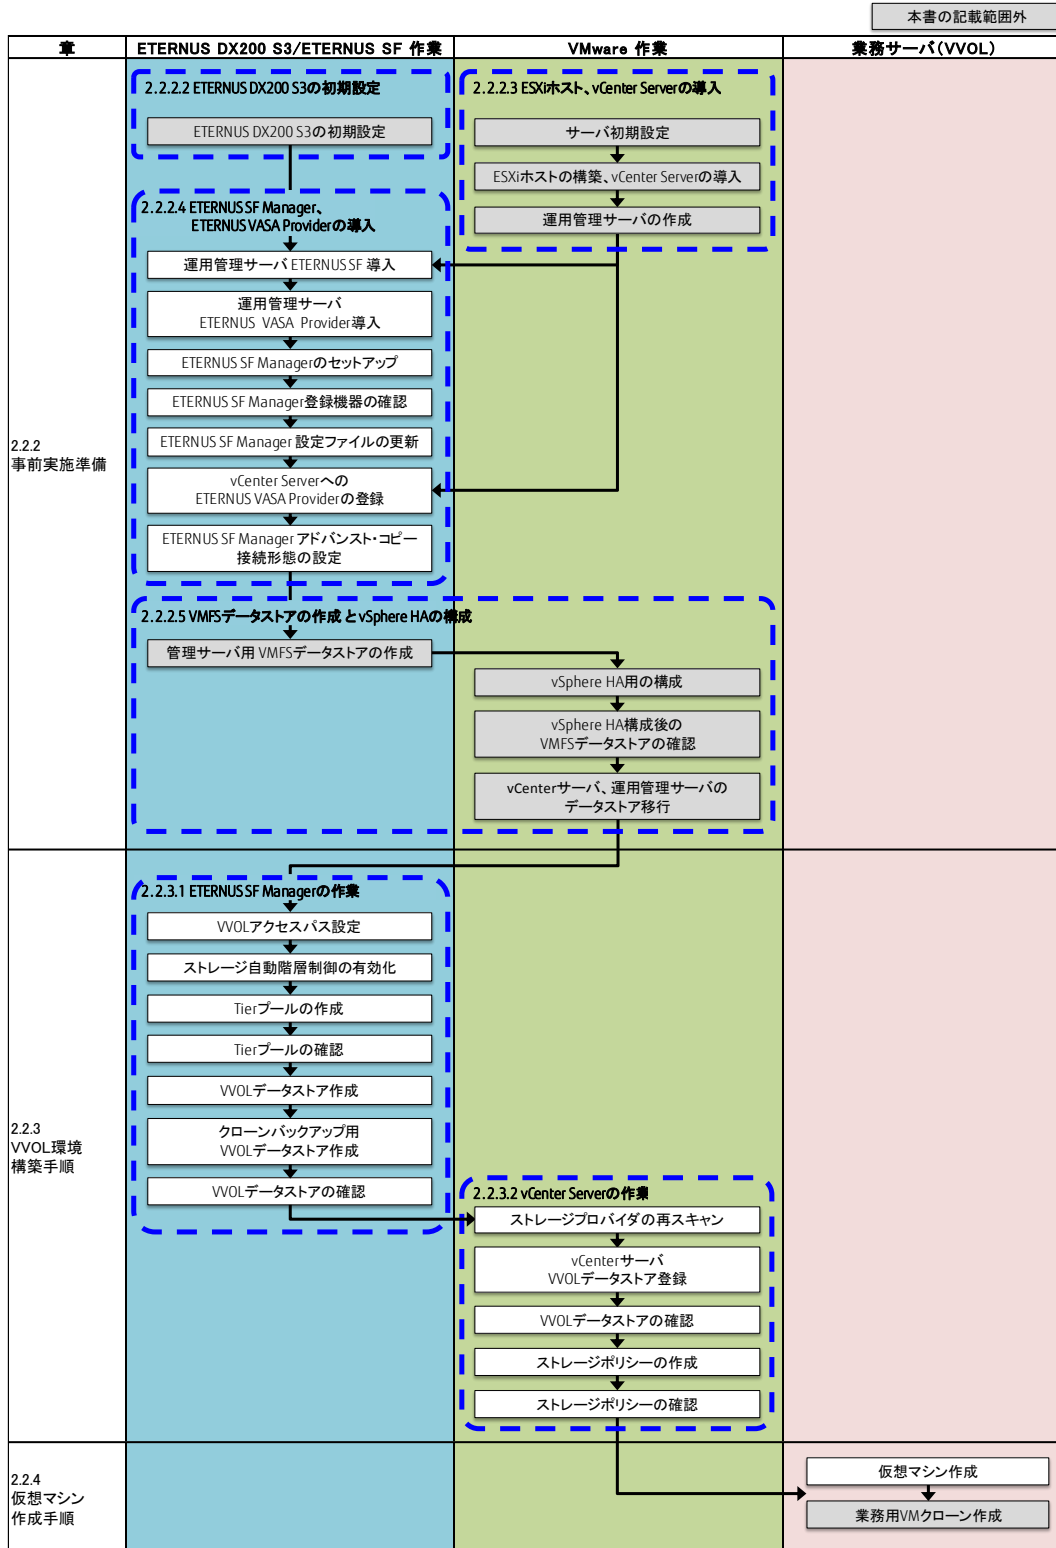 本書の記載範囲外
章
ETERNUS DX200 S3/ETERNUS SF 作業
VMware 作業
業務サーバ(VVOL)
2.2.2
事前実施準備
2.2.2.2 ETERNUS DX200 S3の初期設定
ETERNUS DX200 S3の初期設定
2.2.2.3 ESXiホスト、vCenter Serverの導入
サーバ初期設定
ESXiホストの構築、vCenter Serverの導入
運用管理サーバの作成
2.2.2.4 ETERNUS SF Manager、
ETERNUS VASA Providerの導入
運用管理サーバ ETERNUS SF 導入
運用管理サーバ
ETERNUS VASA Provider導入
ETERNUS SF Managerのセットアップ
ETERNUS SF Manager登録機器の確認
ETERNUS SF Manager 設定ファイルの更新
vCenter Serverへの
ETERNUS VASA Providerの登録
ETERNUS SF Manager アドバンスト・コピー
接続形態の設定
2.2.2.5 VMFSデータストアの作成 とvSphere HAの構成
管理サーバ用 VMFSデータストアの作成
vSphere HA用の構成
vSphere HA構成後の
VMFSデータストアの確認
vCenterサーバ、運用管理サーバの
データストア移行
2.2.3
VVOL環境
構築手順
2.2.3.1 ETERNUS SF Managerの作業
VVOLアクセスパス設定
ストレージ自動階層制御の有効化
Tierプールの作成
Tierプールの確認
VVOLデータストア作成
クローンバックアップ用
VVOLデータストア作成
VVOLデータストアの確認
2.2.3.2 vCenter Serverの作業
ストレージプロバイダの再スキャン
vCenterサーバ
VVOLデータストア登録
VVOLデータストアの確認
ストレージポリシーの作成
ストレージポリシーの確認
2.2.4
仮想マシン
作成手順
仮想マシン作成
業務用VMクローン作成